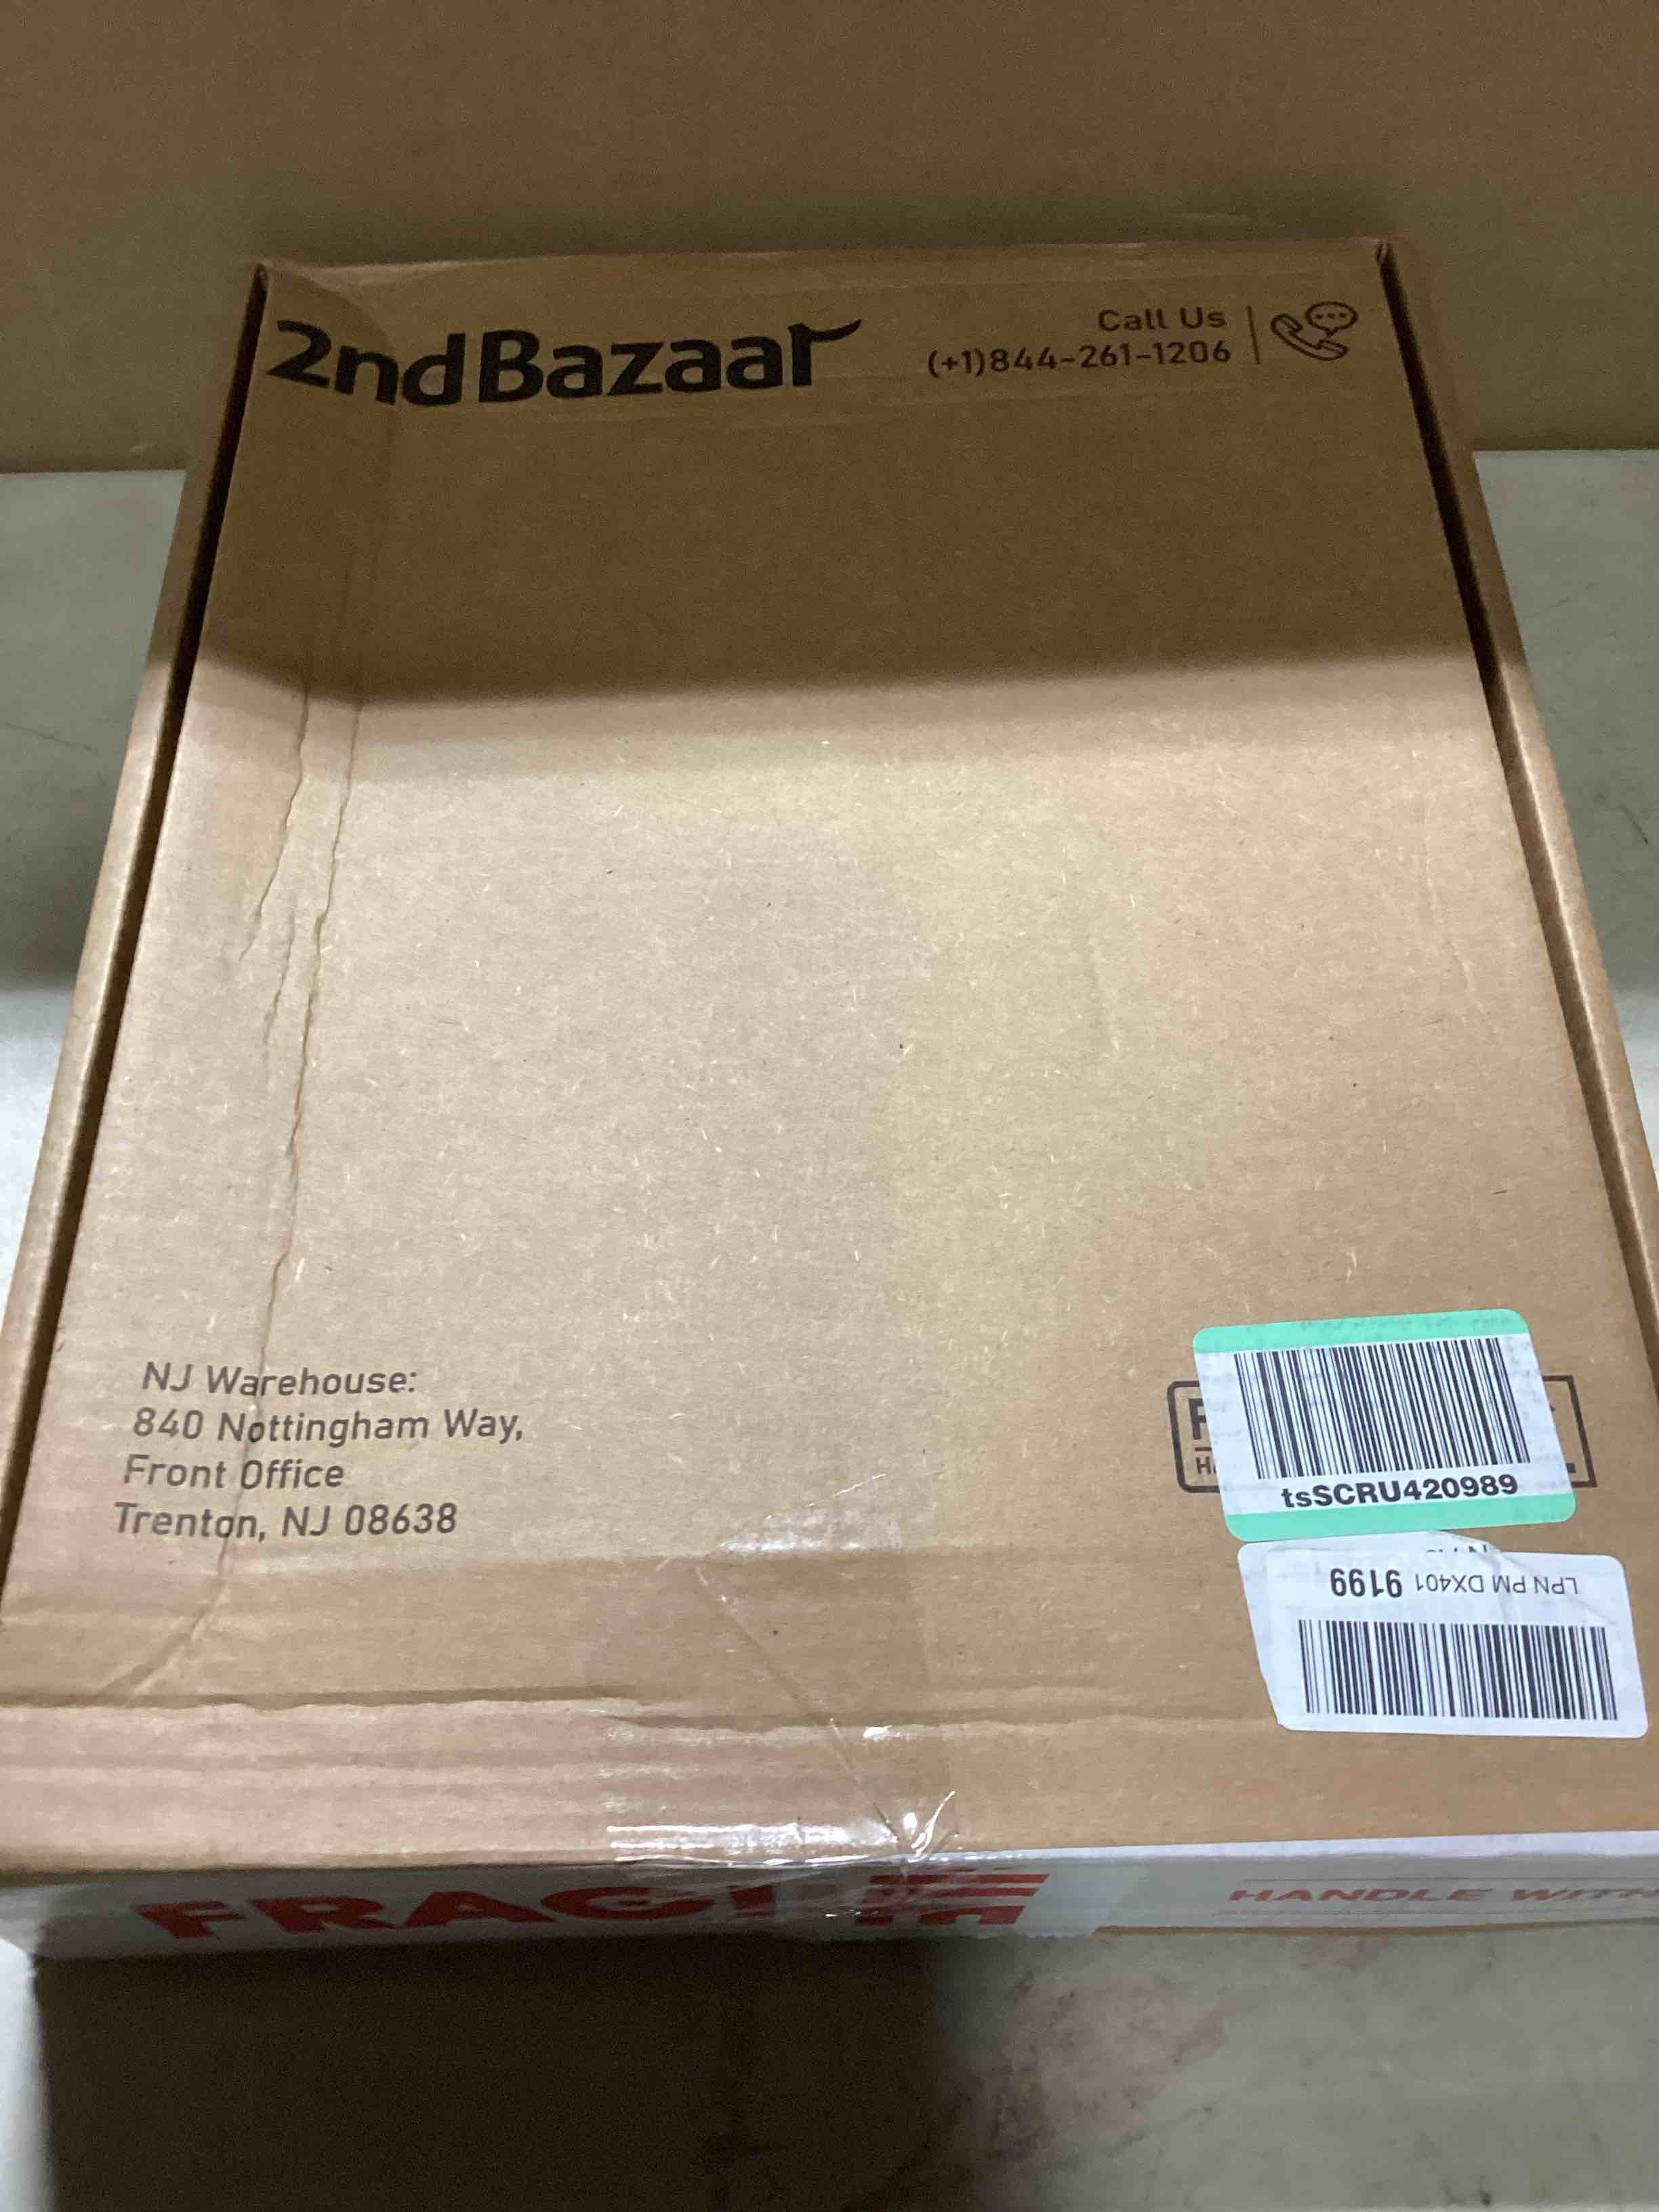 2ndBazaar
Call Us
(+1)844-261-1206
NJ Warehouse:
840 Nottingham Way,
Front Office
Trenton, NJ 08638
tsSCRU420989
LPN PM DX401 9199
FRAGILE
HANDLE WITH